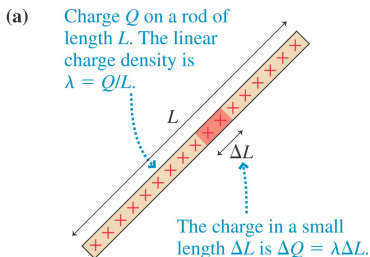 (a)
Charge Q on a rod of
length L. The linear
charge density is
λ = Q/L.
L
ΔL
The charge in a small
length ΔL is ΔQ = λΔL.